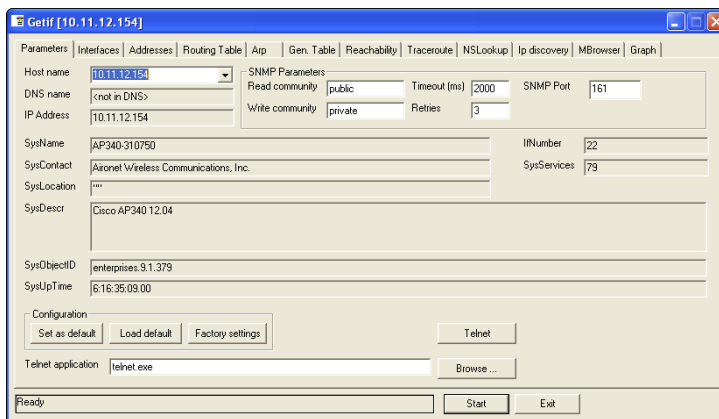 Getif [10.11.12.154]
Parameters Interfaces Addresses Routing Table Arp Gen. Table Reachability Traceroute NSLookup Ip discovery MBrowser Graph
Host name 10.11.12.154
SNMP Parameters
DNS name <not in DNS>
Read community public Timeout (ms) 2000 SNMP Port 161
IP Address 10.11.12.154
Write community private Retries 3
SysName AP340-310750 IfNumber 22
SysContact Aironet Wireless Communications, Inc. SysServices 79
SysLocation ""
SysDescr Cisco AP340 12.04
SysObjectID enterprises.9.1.379
SysUpTime 6:16:35:09.00
Configuration
Set as default Load default Factory settings Telnet
Telnet application telnet.exe Browse ...
Ready Start Exit